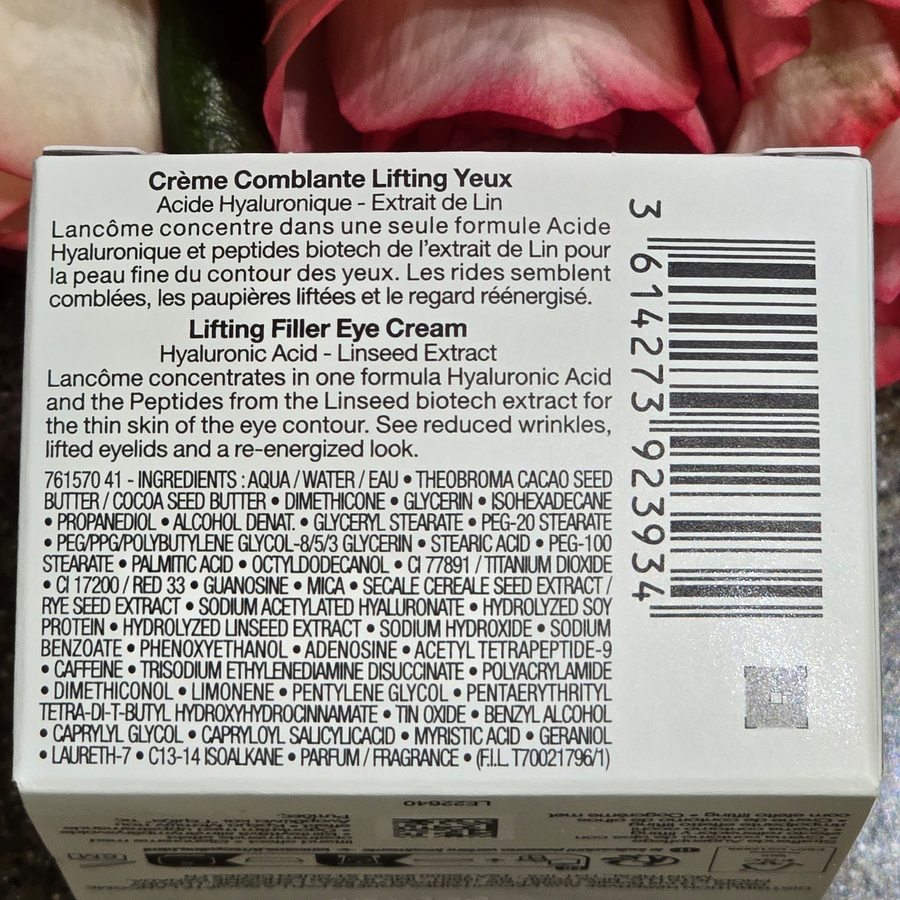 Crème Comblante Lifting Yeux
Acide Hyaluronique - Extrait de Lin
Lancôme concentre dans une seule formule Acide
Hyaluronique et peptides biotech de l'extrait de Lin pour
la peau fine du contour des yeux. Les rides semblent
comblées, les paupières liftées et le regard réénergisé.
Lifting Filler Eye Cream
Hyaluronic Acid - Linseed Extract
Lancôme concentrates in one formula Hyaluronic Acid
and the Peptides from the Linseed biotech extract for
the thin skin of the eye contour. See reduced wrinkles,
lifted eyelids and a re-energized look.
761570 41 - INGREDIENTS : AQUA / WATER / EAU • THEOBROMA CACAO SEED
BUTTER / COCOA SEED BUTTER • DIMETHICONE • GLYCERIN • ISOHEXADECANE
• PROPANEDIOL • ALCOHOL DENAT. • GLYCERYL STEARATE • PEG-20 STEARATE
• PEG/PPG/POLYBUTYLENE GLYCOL-8/5/3 GLYCERIN • STEARIC ACID • PEG-100
STEARATE • PALMITIC ACID • OCTYLDODECANOL • CI 77891 / TITANIUM DIOXIDE
• CI 17200 / RED 33 • GUANOSINE • MICA • SECALE CEREALE SEED EXTRACT /
RYE SEED EXTRACT • SODIUM ACETYLATED HYALURONATE • HYDROLYZED SOY
PROTEIN • HYDROLYZED LINSEED EXTRACT • SODIUM HYDROXIDE • SODIUM
BENZOATE • PHENOXYETHANOL • ADENOSINE • ACETYL TETRAPEPTIDE-9
• CAFFEINE • TRISODIUM ETHYLENEDIAMINE DISUCCINATE • POLYACRYLAMIDE
• DIMETHICONOL • LIMONENE • PENTYLENE GLYCOL • PENTAERYTHRITYL
TETRA-DI-T-BUTYL HYDROXYHYDROCINNAMATE • TIN OXIDE • BENZYL ALCOHOL
• CAPRYLYL GLYCOL • CAPRYLOYL SALICYLIC ACID • MYRISTIC ACID • GERANIOL
• LAURETH-7 • C13-14 ISOALKANE • PARFUM / FRAGRANCE • (F.I.L. T70021796/1)
3 614273 923934
LE22640